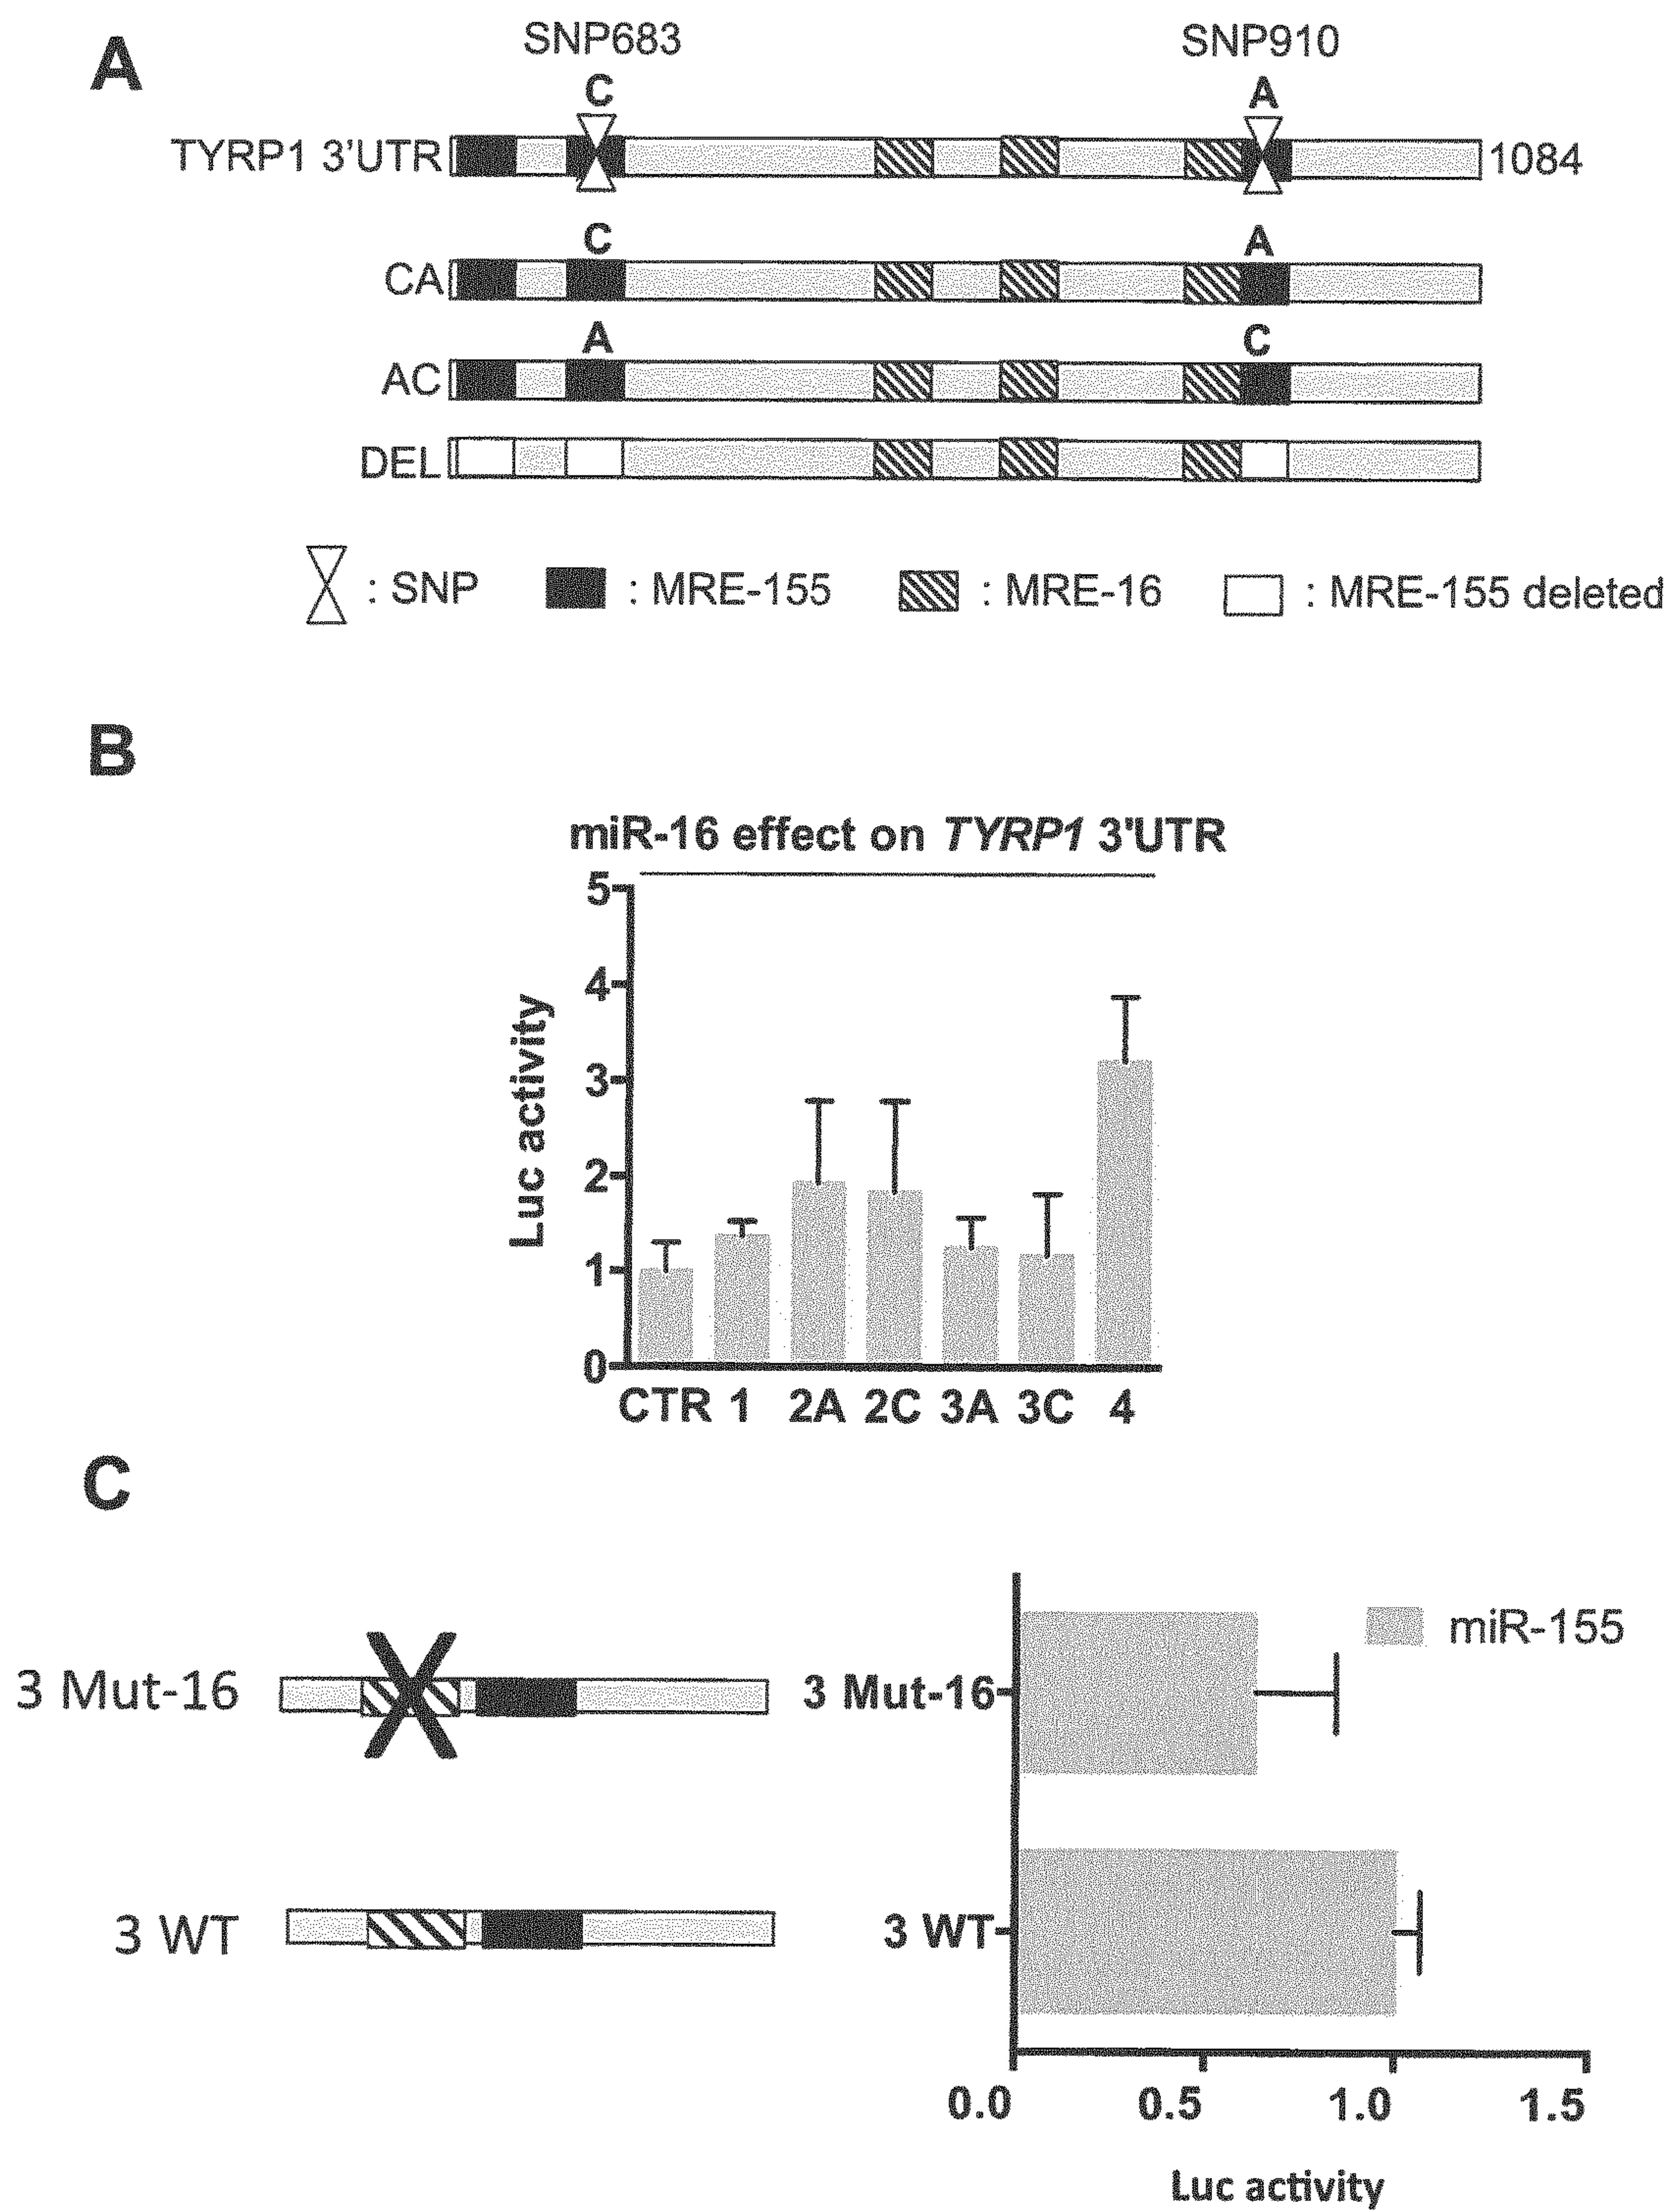 A
SNP683
SNP910
C
A
TYRP1 3'UTR
1084
C
A
CA
A
C
AC
DEL
: SNP
: MRE-155
: MRE-16
: MRE-155 deleted
B
miR-16 effect on TYRP1 3'UTR
5
4
3
2
1
0
Luc activity
CTR 1 2A 2C 3A 3C 4
C
3 Mut-16
3 Mut-16
miR-155
3 WT
3 WT
0.0 0.5 1.0 1.5
Luc activity